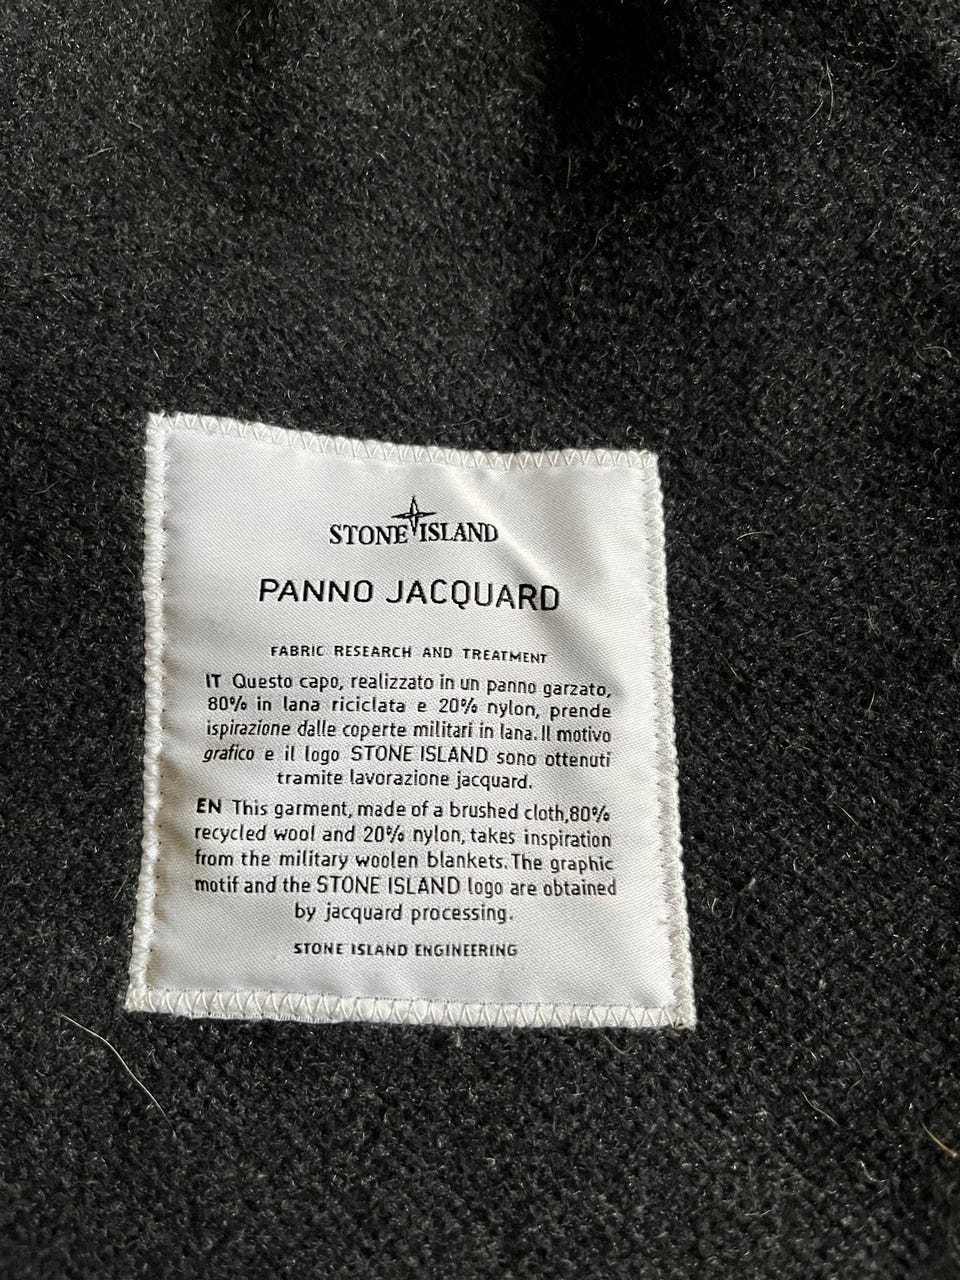 STONE ISLAND
PANNO JACQUARD
FABRIC RESEARCH AND TREATMENT
IT Questo capo, realizzato in un panno garzato,
80% in lana riciclata e 20% nylon, prende
ispirazione dalle coperte militari in lana. Il motivo
grafico e il logo STONE ISLAND sono ottenuti
tramite lavorazione jacquard.
EN This garment, made of a brushed cloth,80%
recycled wool and 20% nylon, takes inspiration
from the military woolen blankets. The graphic
motif and the STONE ISLAND logo are obtained
by jacquard processing.
STONE ISLAND ENGINEERING